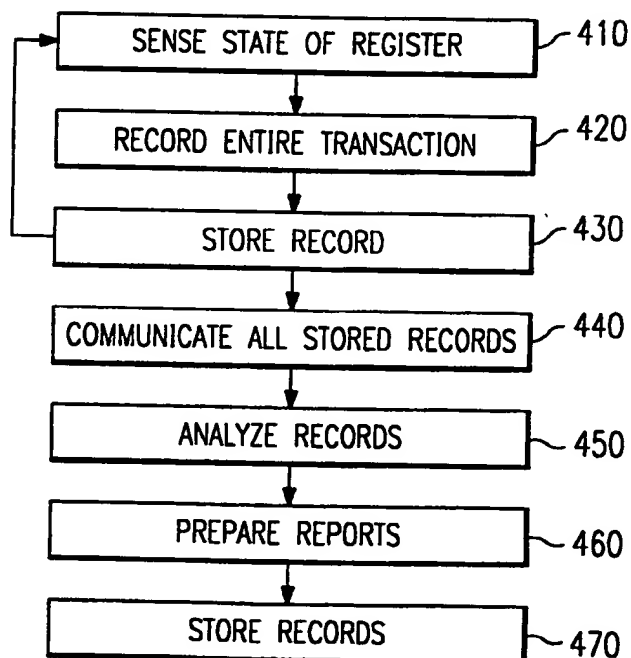 SENSE STATE OF REGISTER 410
RECORD ENTIRE TRANSACTION 420
STORE RECORD 430
COMMUNICATE ALL STORED RECORDS 440
ANALYZE RECORDS 450
PREPARE REPORTS 460
STORE RECORDS 470